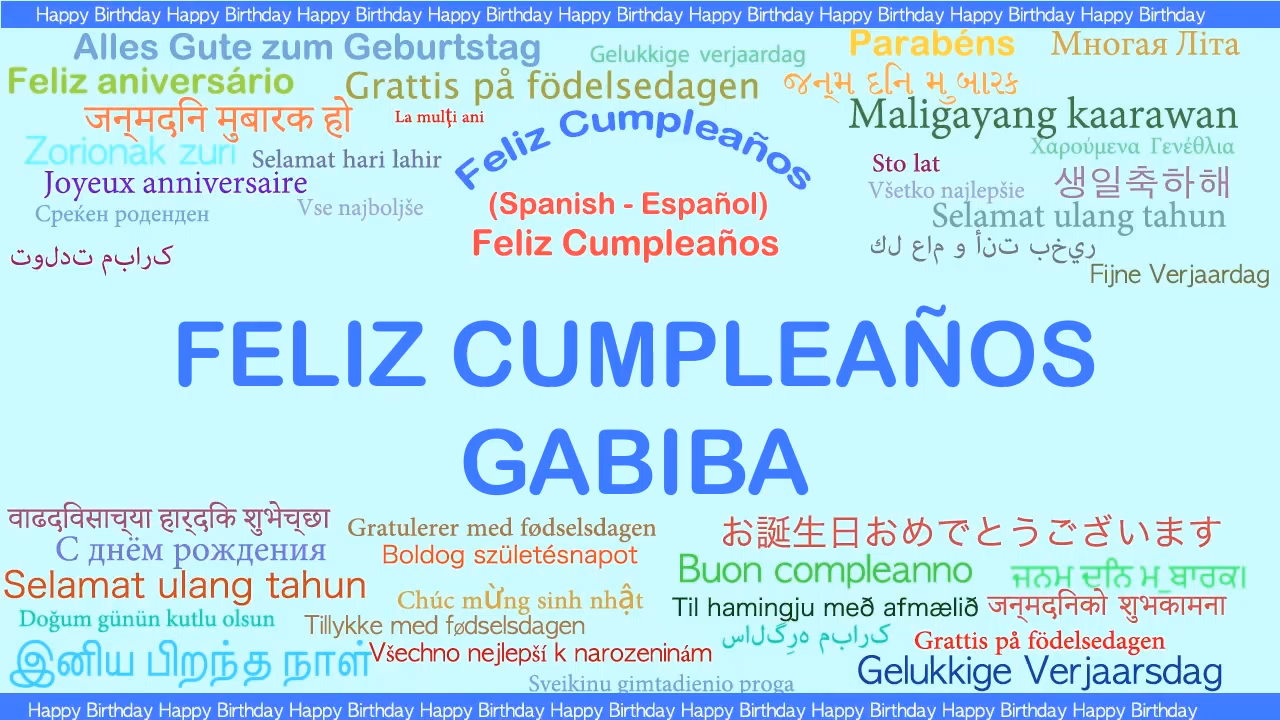 Happy Birthday Happy Birthday Happy Birthday Happy Birthday Happy Birthday Happy Birthday Happy Birthday Happy Birthday Happy Birthday
Alles Gute zum Geburtstag
Gelukkige verjaardag
Parabéns
Многая Літа
Feliz aniversário
Grattis på födelsedagen
જન્મ દનિ મુબારક
जन्मदनि मुबारक हो
La mulţi ani
Feliz Cumpleaños
Maligayang kaarawan
Zorionak zuri
Selamat hari lahir
Χαρούμενα Γενέθλια
Sto lat
Joyeux anniversaire
(Spanish - Español)
Všetko najlepšie
생일축하해
Среќен роденден
Vse najboljše
Selamat ulang tahun
Feliz Cumpleaños
تولدت مبارک
كل عام و أنت بخير
Fijne Verjaardag
FELIZ CUMPLEAÑOS
GABIBA
वाढदविसाच्या हार्दकि शुभेच्छा
Gratulerer med fødselsdagen
お誕生日おめでとうございます
С днём рождения
Boldog születésnapot
Buon compleanno
ਜਨਮ ਦਨਿ ਮੁਬਾਰਕ।
Selamat ulang tahun
Chúc mừng sinh nhật
Til hamingju með afmælið
जन्मदनिको शुभकामना
Doğum günün kutlu olsun
Tillykke med fødselsdagen
سالگرہ مبارک
Grattis på födelsedagen
இனிய பிறந்த நாள்
Všechno nejlepší k narozeninám
Gelukkige Verjaarsdag
Sveikinu gimtadienio proga
Happy Birthday Happy Birthday Happy Birthday Happy Birthday Happy Birthday Happy Birthday Happy Birthday Happy Birthday Happy Birthday